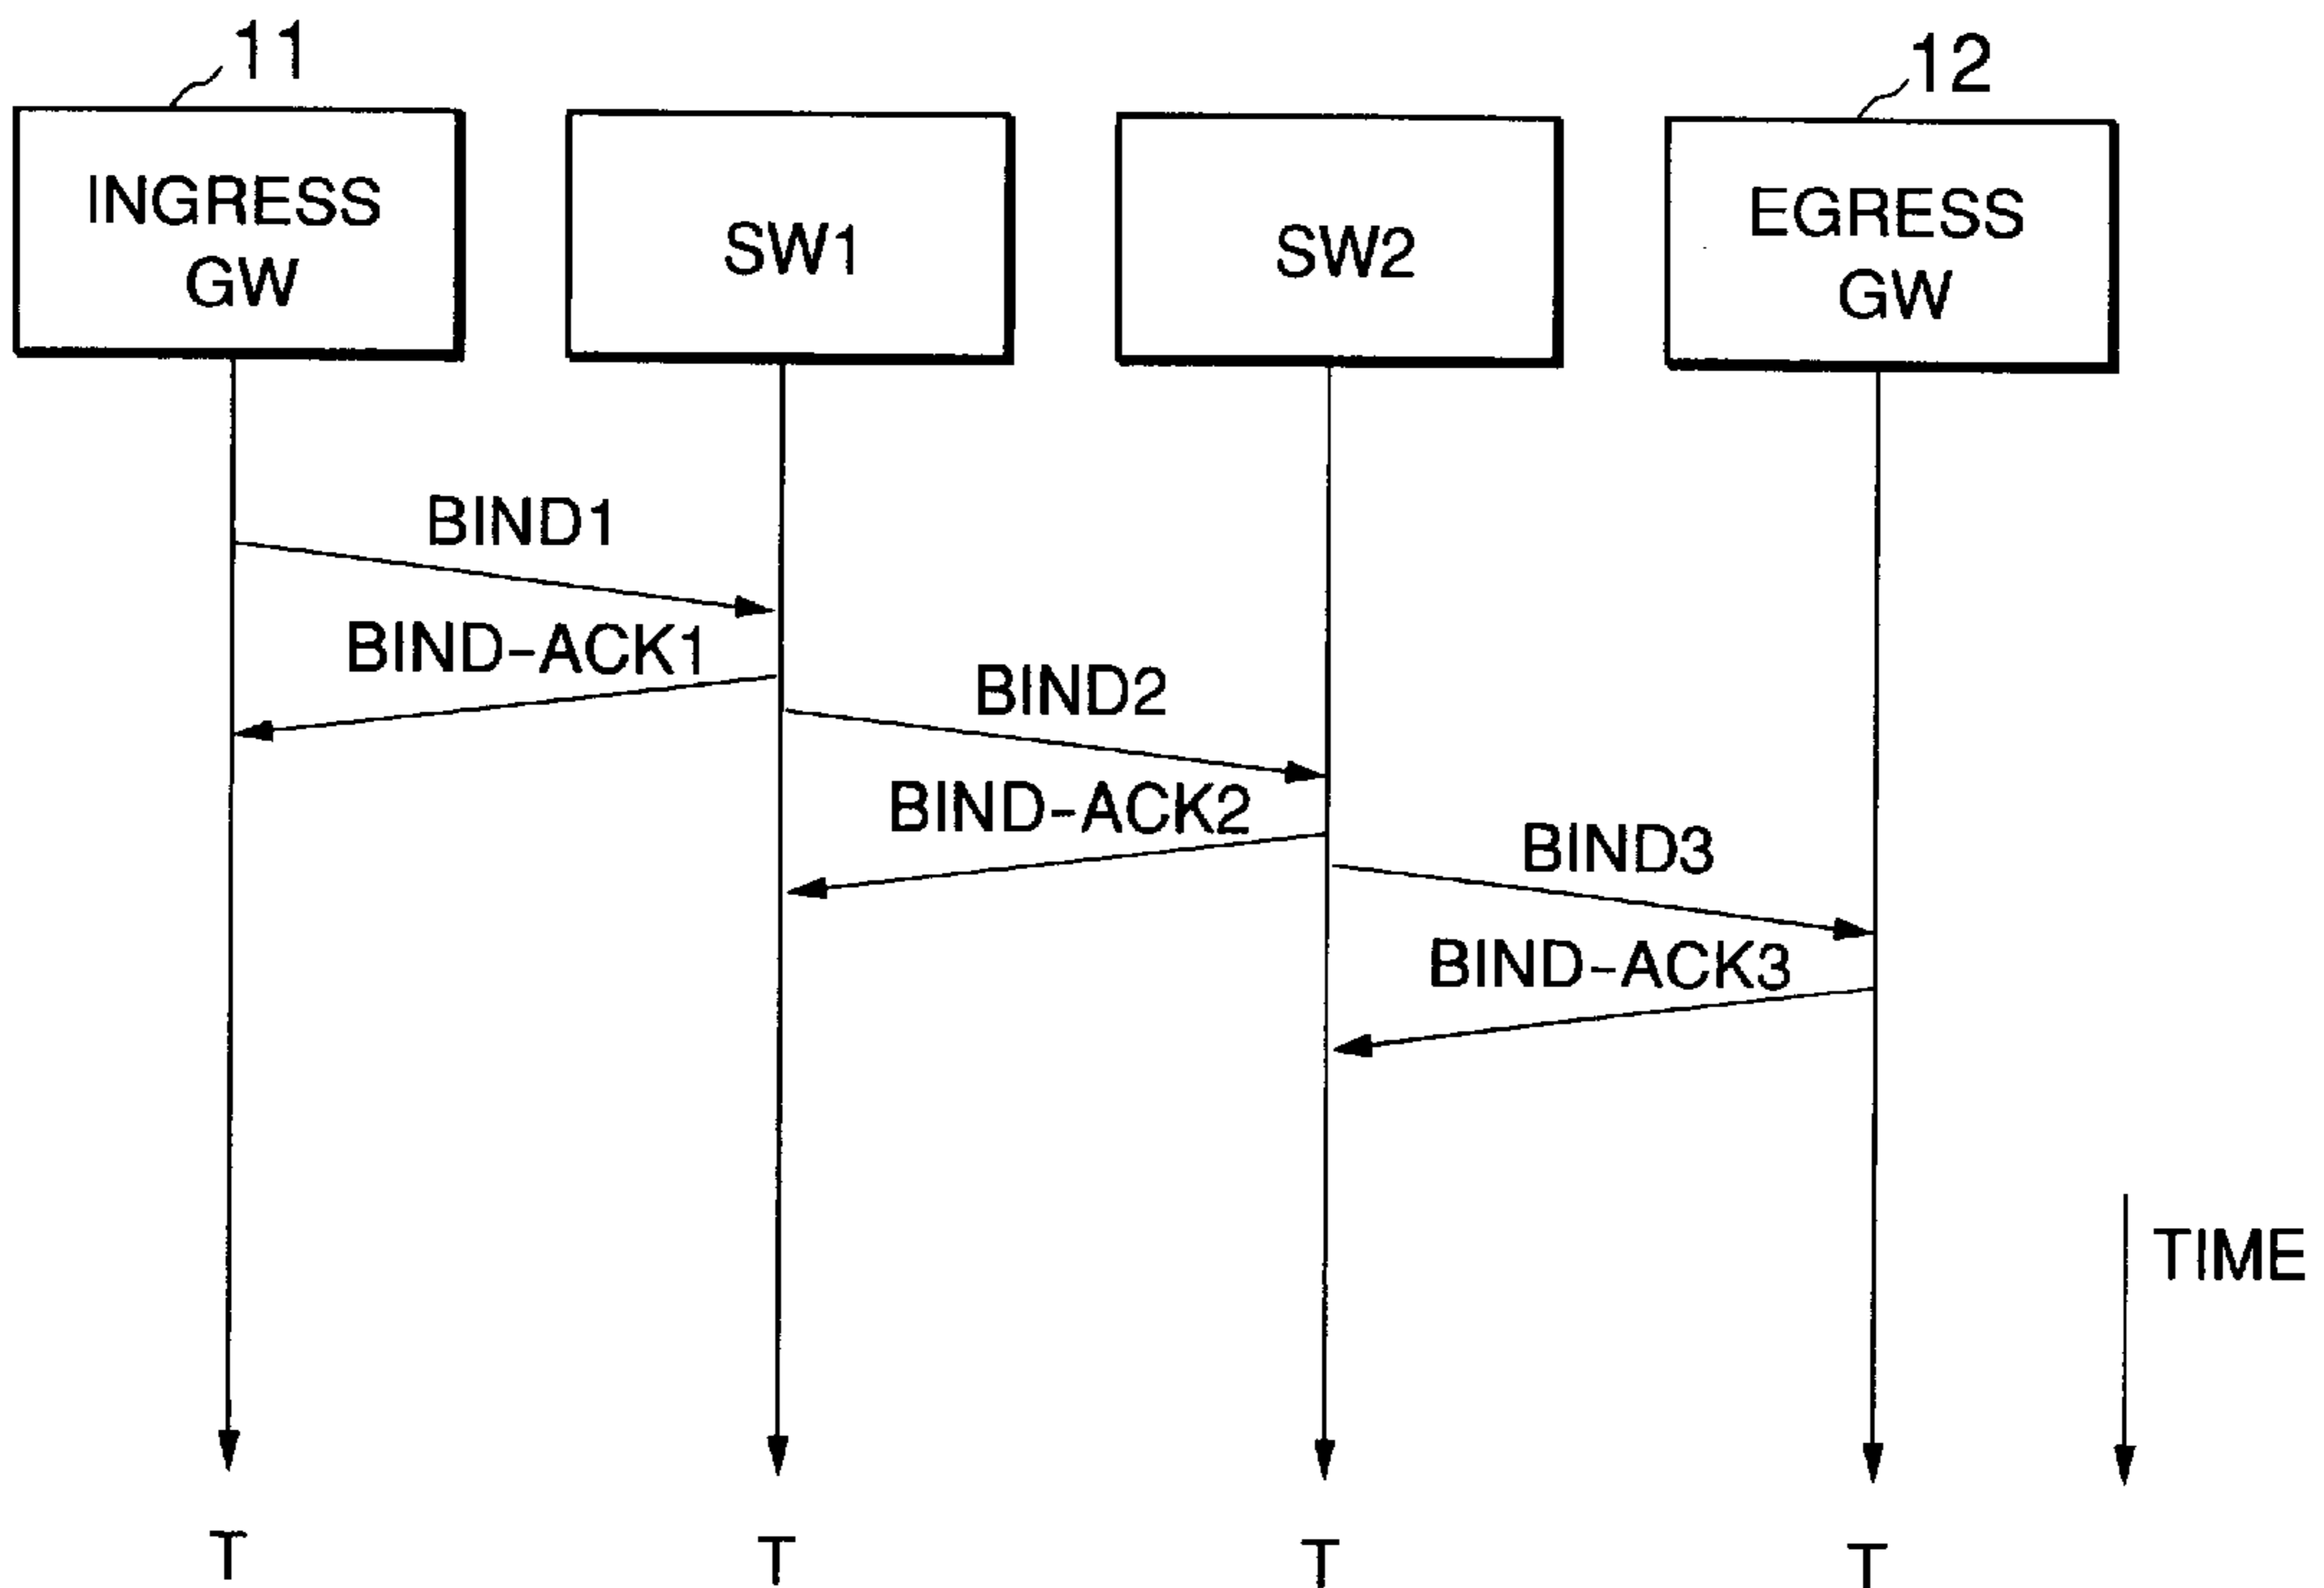 11
12
INGRESS
GW
SW1
SW2
EGRESS
GW
BIND1
BIND-ACK1
BIND2
BIND-ACK2
BIND3
BIND-ACK3
TIME
T
T
T
T